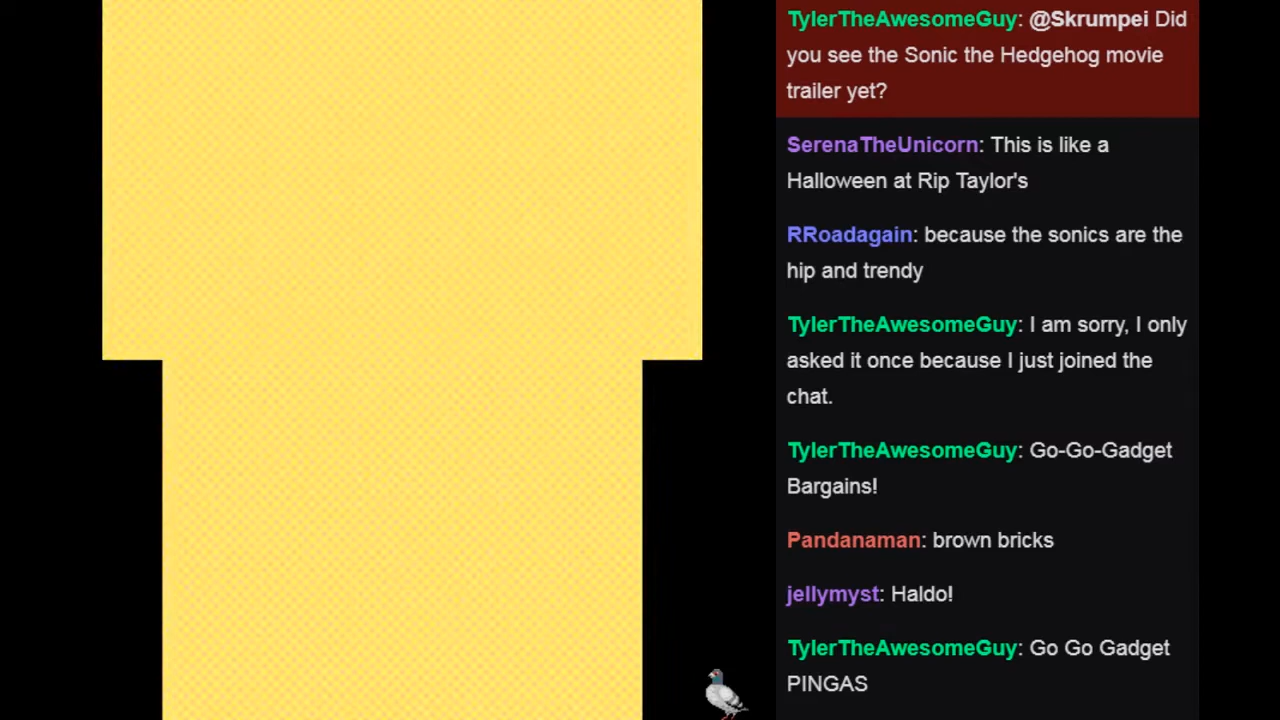 TylerTheAwesomeGuy: @Skrumpei Did
you see the Sonic the Hedgehog movie
trailer yet?
SerenaTheUnicorn: This is like a
Halloween at Rip Taylor's
RRoadagain: because the sonics are the
hip and trendy
TylerTheAwesomeGuy: I am sorry, I only
asked it once because I just joined the
chat.
TylerTheAwesomeGuy: Go-Go-Gadget
Bargains!
Pandanaman: brown bricks
jellymyst: Haldo!
TylerTheAwesomeGuy: Go Go Gadget
PINGAS